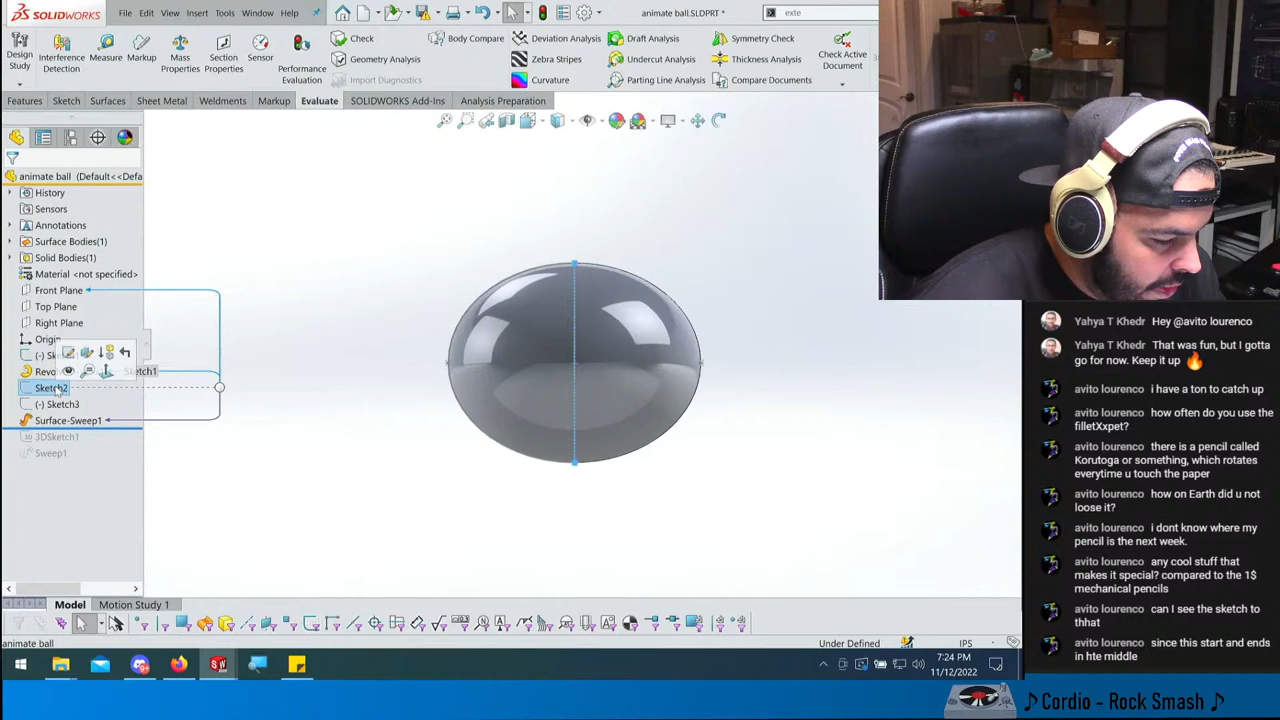 SOLIDWORKS
File Edit View Insert Tools Window Help
animate ball.SLDPRT *
exte
Design Study
Interference Detection
Measure
Markup
Mass Properties
Section Properties
Sensor
Performance Evaluation
Check
Geometry Analysis
Import Diagnostics
Body Compare
Deviation Analysis
Zebra Stripes
Curvature
Draft Analysis
Undercut Analysis
Parting Line Analysis
Symmetry Check
Thickness Analysis
Compare Documents
Check Active Document
Features Sketch Surfaces Sheet Metal Weldments Markup Evaluate SOLIDWORKS Add-Ins Analysis Preparation
animate ball (Default<<Defa
History
Sensors
Annotations
Surface Bodies(1)
Solid Bodies(1)
Material <not specified>
Front Plane
Top Plane
Right Plane
Origi
(-) Sk
Revo
Sketch1
Sketch2
(-) Sketch3
Surface-Sweep1
3DSketch1
Sweep1
Model Motion Study 1
animate ball
Under Defined
IPS
7:24 PM
11/12/2022
Yahya T Khedr Hey @avito lourenco
Yahya T Khedr That was fun, but I gotta
go for now. Keep it up 🔥
avito lourenco i have a ton to catch up
avito lourenco how often do you use the
filletXxpet?
avito lourenco there is a pencil called
Korutoga or something, which rotates
everytime u touch the paper
avito lourenco how on Earth did u not
loose it?
avito lourenco i dont know where my
pencil is the next week.
avito lourenco any cool stuff that
makes it special? compared to the 1$
mechanical pencils
avito lourenco can I see the sketch to
thhat
avito lourenco since this start and ends
in hte middle
♪ Cordio - Rock Smash ♪